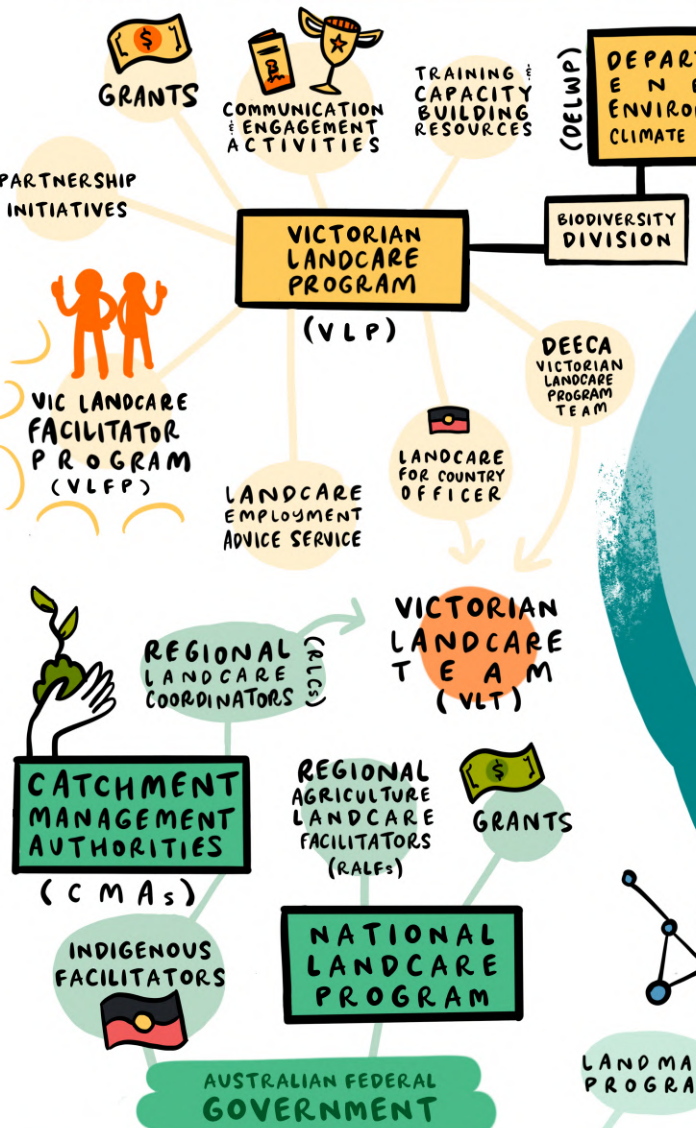 GRANTS
COMMUNICATION
& ENGAGEMENT
ACTIVITIES
TRAINING &
CAPACITY
BUILDING
RESOURCES
(DELWP)
ENVIRO
CLIMATE
PARTNERSHIP
INITIATIVES
VICTORIAN
LANDCARE
PROGRAM
(VLP)
BIODIVERSITY
DIVISION
VIC LANDCARE
FACILITATOR
PROGRAM
(VLFP)
DEECA
VICTORIAN
LANDCARE
PROGRAM
TEAM
LANDCARE
FOR COUNTRY
OFFICER
LANDCARE
EMPLOYMENT
ADVICE SERVICE
REGIONAL
LANDCARE
COORDINATORS
(RLCs)
VICTORIAN
LANDCARE
TEAM
(VLT)
CATCHMENT
MANAGEMENT
AUTHORITIES
(CMAs)
REGIONAL
AGRICULTURE
LANDCARE
FACILITATORS
(RALFs)
GRANTS
INDIGENOUS
FACILITATORS
NATIONAL
LANDCARE
PROGRAM
AUSTRALIAN FEDERAL
GOVERNMENT
LAND MA
PROGRA